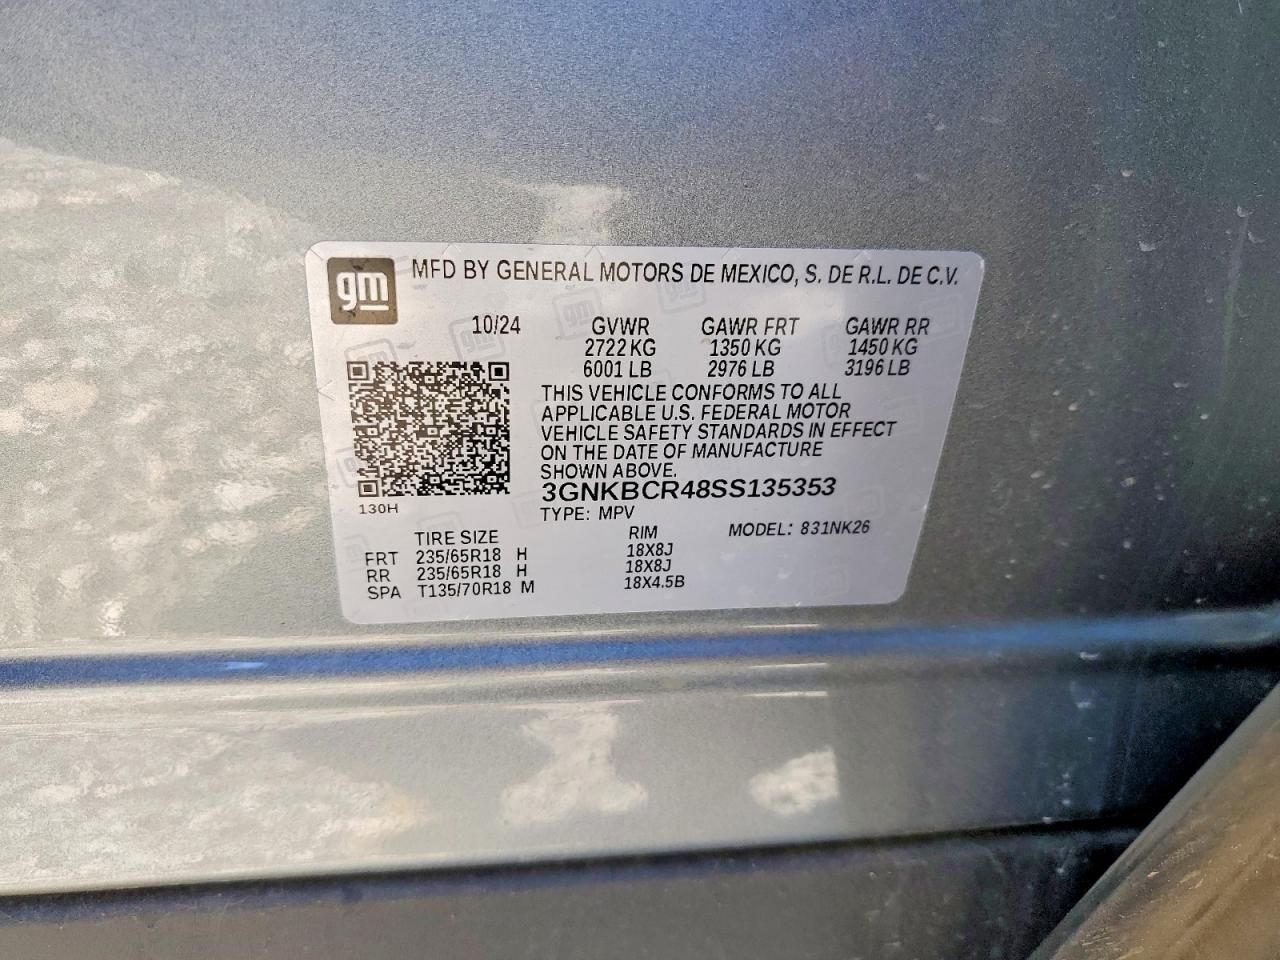 gm MFD BY GENERAL MOTORS DE MEXICO, S. DE R.L. DE C.V.
10/24 GVWR GAWR FRT GAWR RR
2722 KG 1350 KG 1450 KG
6001 LB 2976 LB 3196 LB
THIS VEHICLE CONFORMS TO ALL
APPLICABLE U.S. FEDERAL MOTOR
VEHICLE SAFETY STANDARDS IN EFFECT
ON THE DATE OF MANUFACTURE
SHOWN ABOVE.
3GNKBCR48SS135353
130H
TYPE: MPV
TIRE SIZE RIM MODEL: 831NK26
FRT 235/65R18 H 18X8J
RR 235/65R18 H 18X8J
SPA T135/70R18 M 18X4.5B